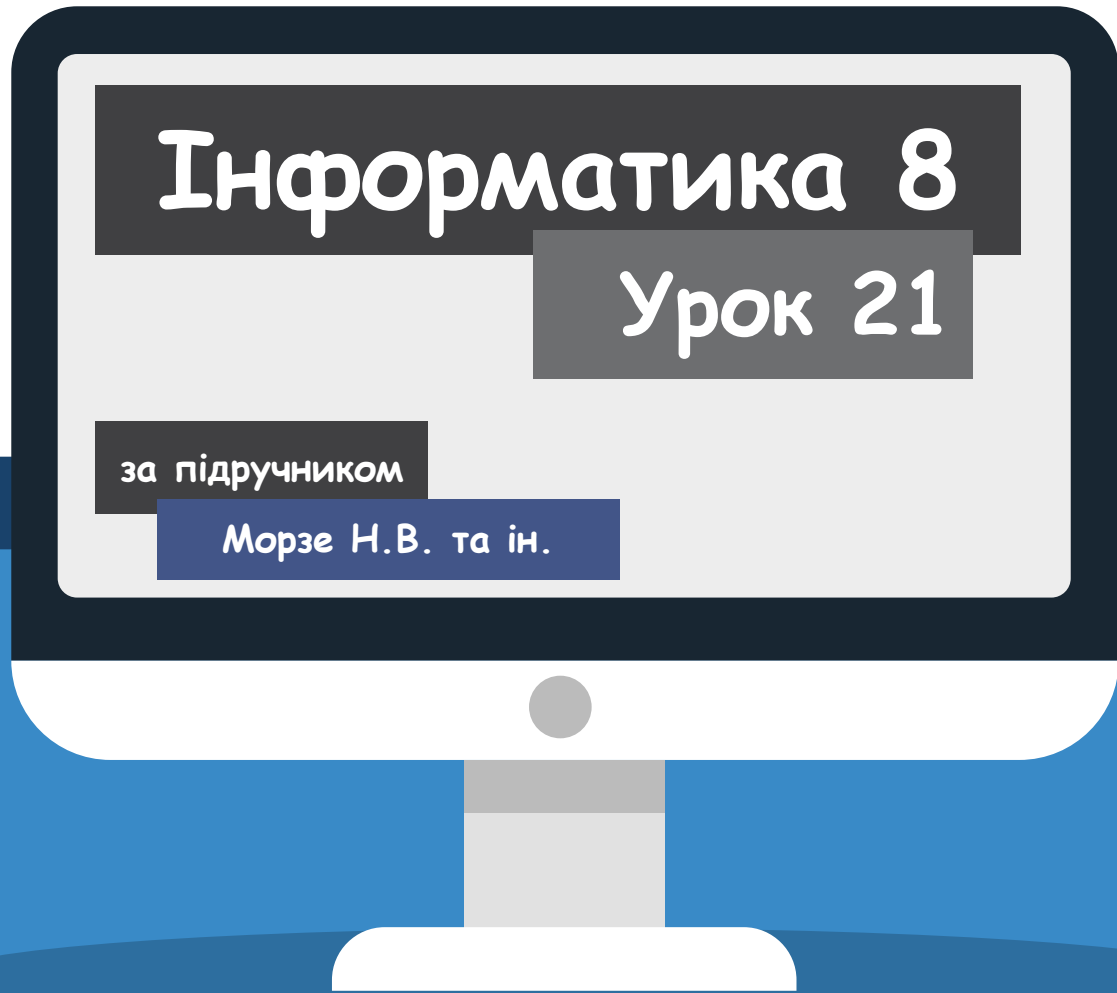 Інформатика 8
Урок 21
за підручником
Морзе Н.В. та ін.